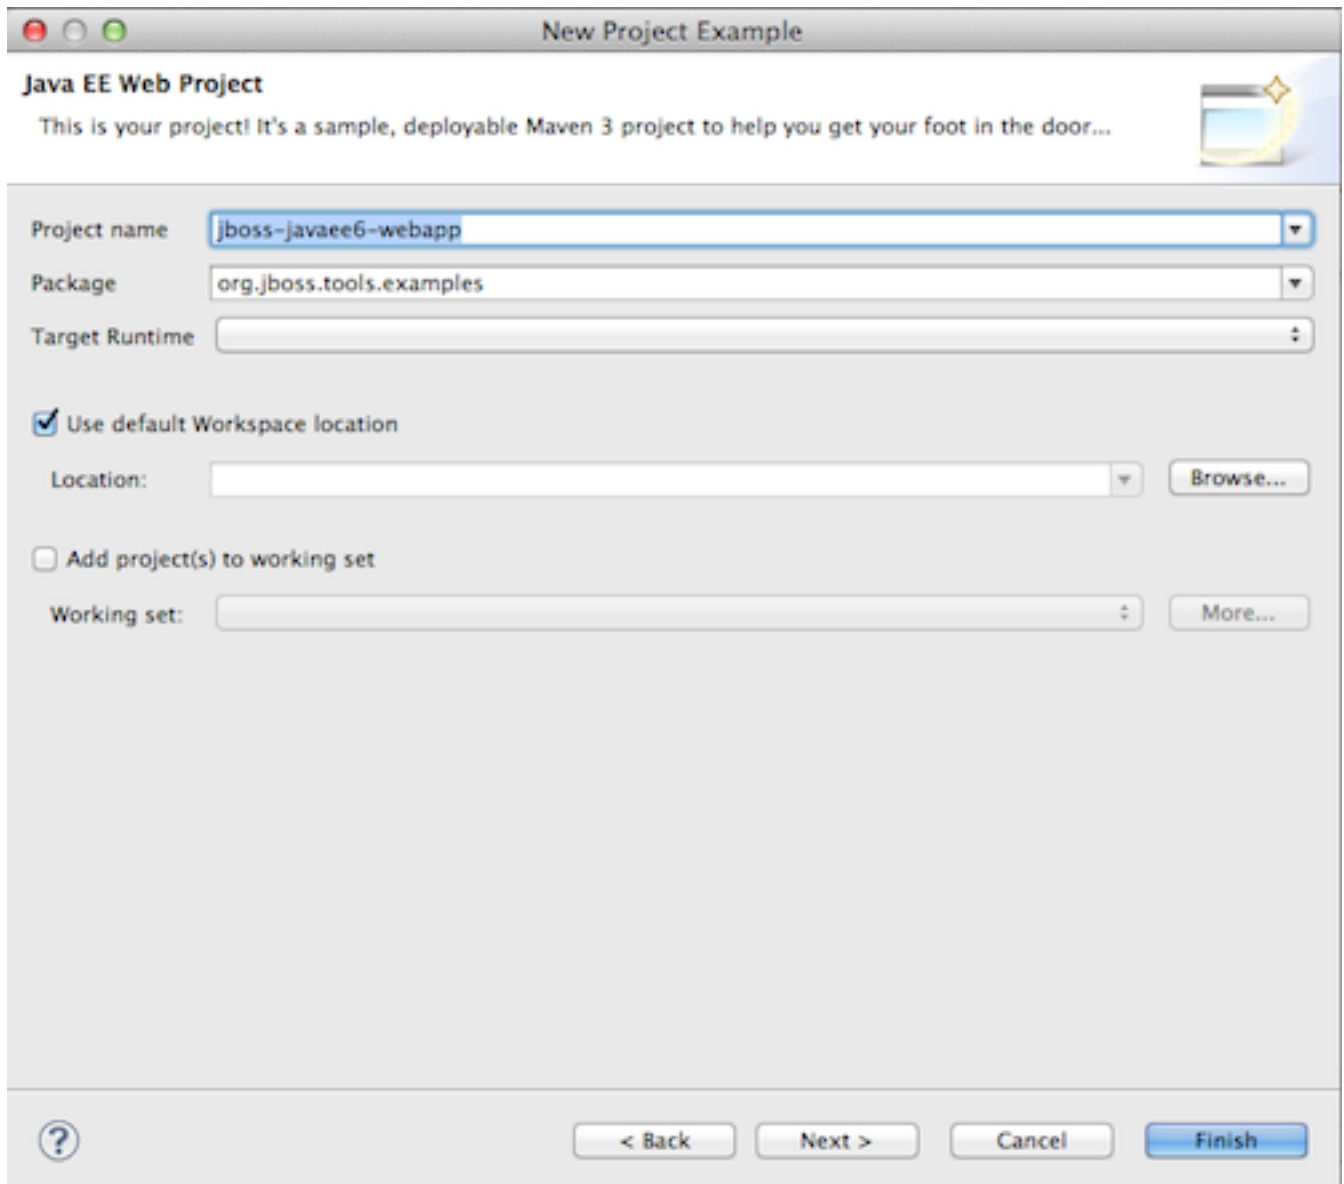 New Project Example
Java EE Web Project
This is your project! It's a sample, deployable Maven 3 project to help you get your foot in the door...
Project name jboss-javaee6-webapp
Package org.jboss.tools.examples
Target Runtime
Use default Workspace location
Location: Browse...
Add project(s) to working set
Working set: More...
? < Back Next > Cancel Finish